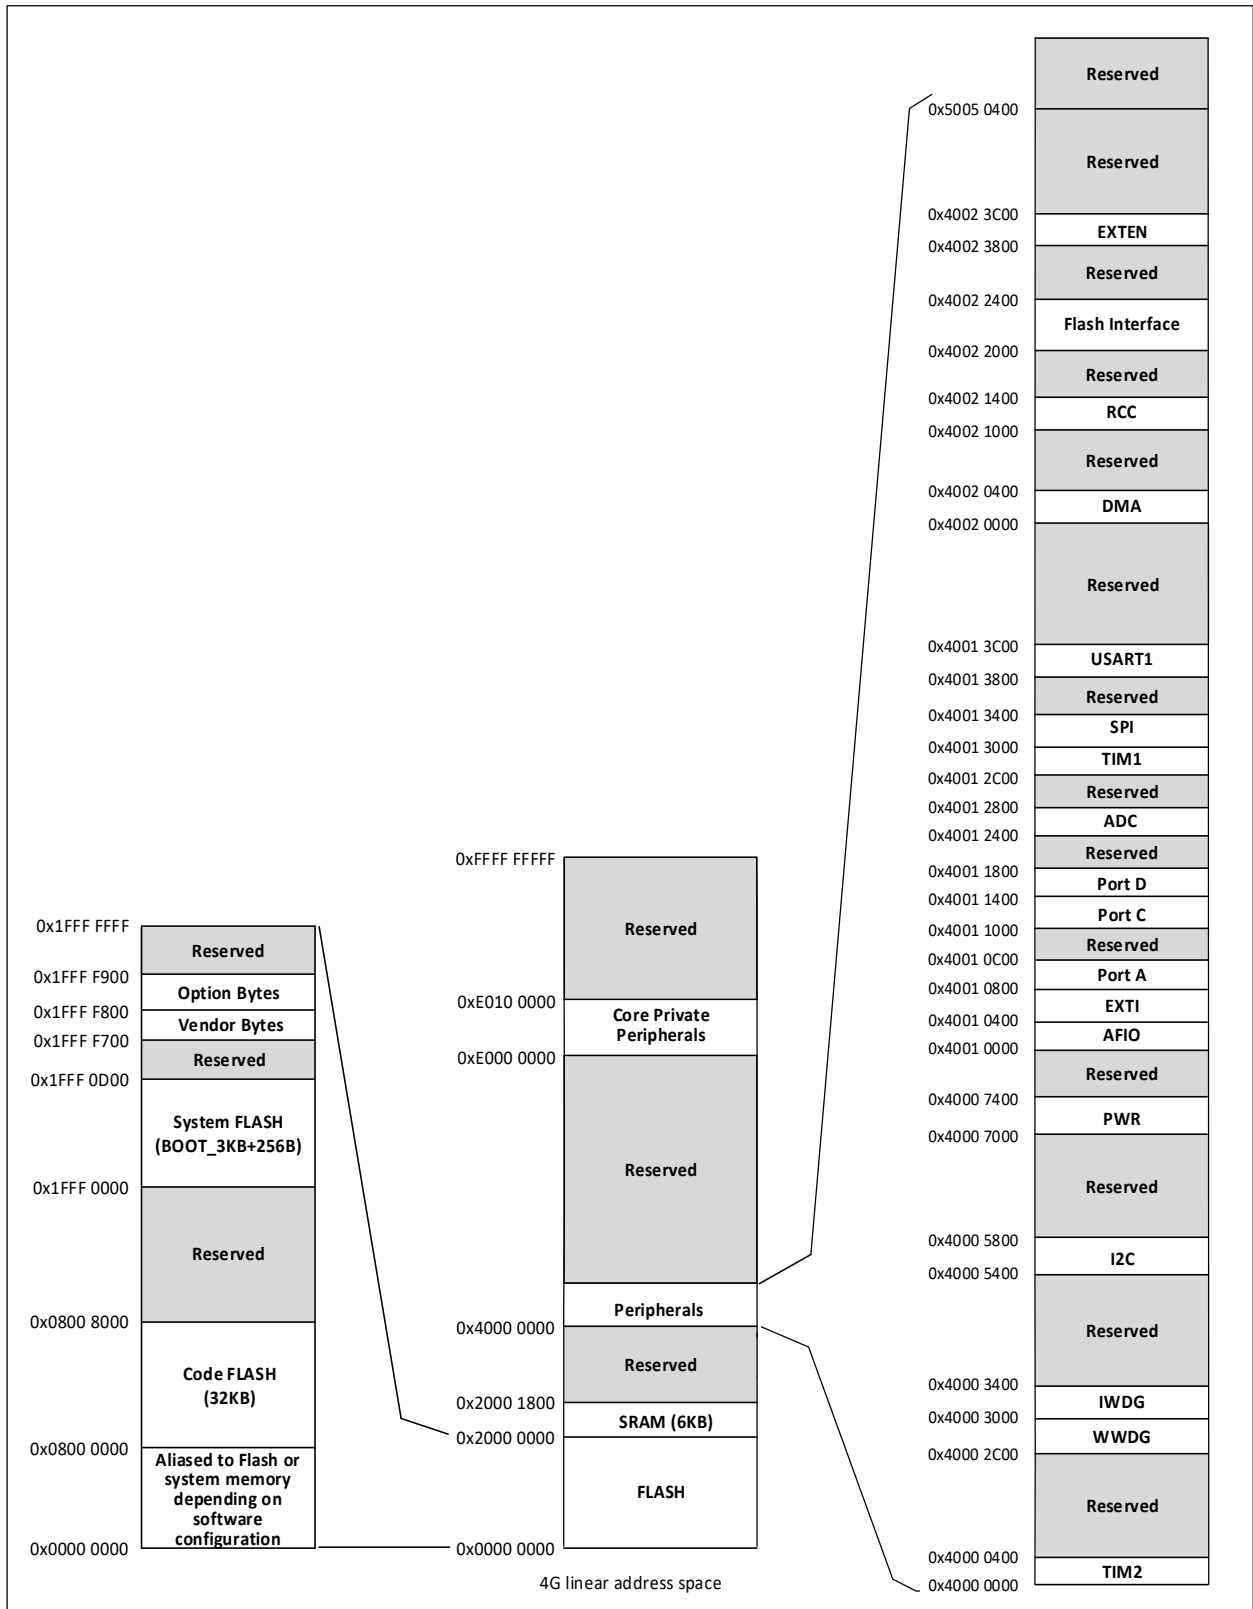 0x1FFF FFFF
Reserved
0x1FFF F900
Option Bytes
0x1FFF F800
Vendor Bytes
0x1FFF F700
Reserved
0x1FFF 0D00
System FLASH
(BOOT_3KB+256B)
0x1FFF 0000
Reserved
0x0800 8000
Code FLASH
(32KB)
0x0800 0000
Aliased to Flash or
system memory
depending on
software
configuration
0x0000 0000
0xFFFF FFFFF
Reserved
0xE010 0000
Core Private
Peripherals
0xE000 0000
Reserved
Peripherals
0x4000 0000
Reserved
0x2000 1800
SRAM (6KB)
0x2000 0000
FLASH
0x0000 0000
4G linear address space
Reserved
0x5005 0400
Reserved
0x4002 3C00
EXTEN
0x4002 3800
Reserved
0x4002 2400
Flash Interface
0x4002 2000
Reserved
0x4002 1400
RCC
0x4002 1000
Reserved
0x4002 0400
DMA
0x4002 0000
Reserved
0x4001 3C00
USART1
0x4001 3800
Reserved
0x4001 3400
SPI
0x4001 3000
TIM1
0x4001 2C00
Reserved
0x4001 2800
ADC
0x4001 2400
Reserved
0x4001 1800
Port D
0x4001 1400
Port C
0x4001 1000
Reserved
0x4001 0C00
Port A
0x4001 0800
EXTI
0x4001 0400
AFIO
0x4001 0000
Reserved
0x4000 7400
PWR
0x4000 7000
Reserved
0x4000 5800
I2C
0x4000 5400
Reserved
0x4000 3400
IWDG
0x4000 3000
WWDG
0x4000 2C00
Reserved
0x4000 0400
TIM2
0x4000 0000